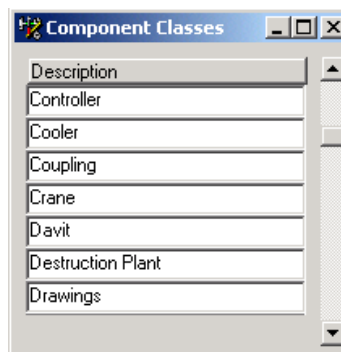 Component Classes
Description
Controller
Cooler
Coupling
Crane
Davit
Destruction Plant
Drawings